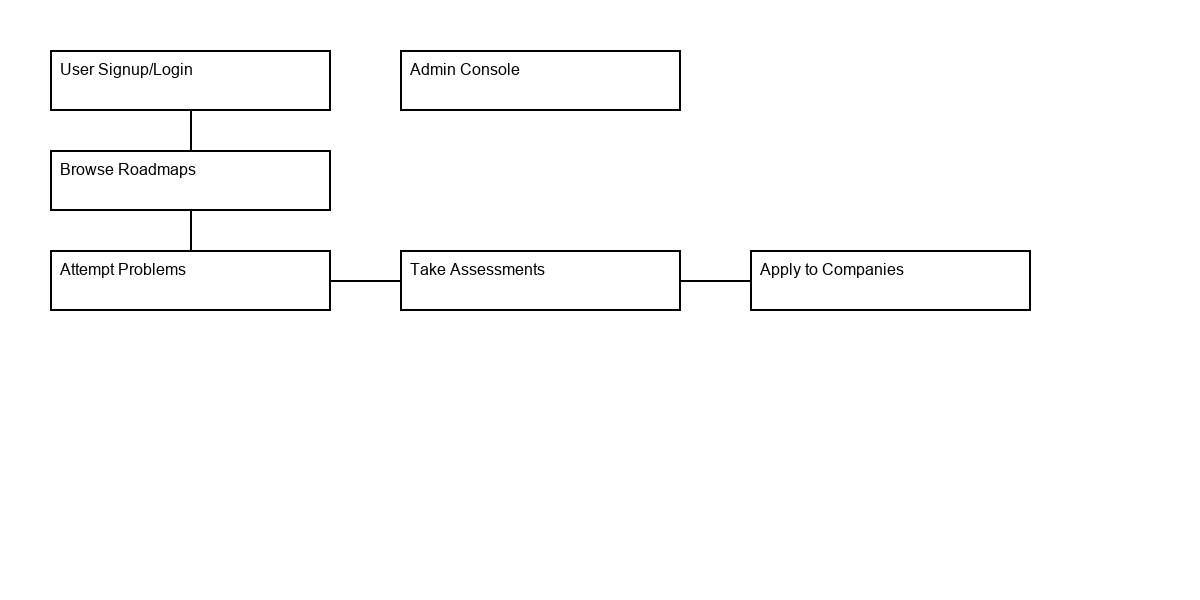 User Signup/Login
Admin Console
Browse Roadmaps
Attempt Problems
Take Assessments
Apply to Companies